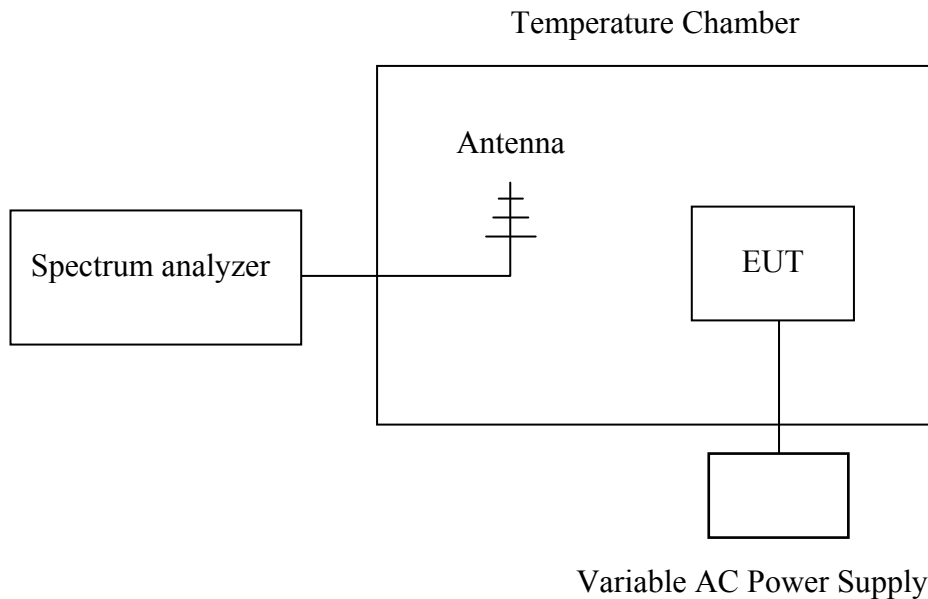 Temperature Chamber
Antenna
Spectrum analyzer
EUT
Variable AC Power Supply